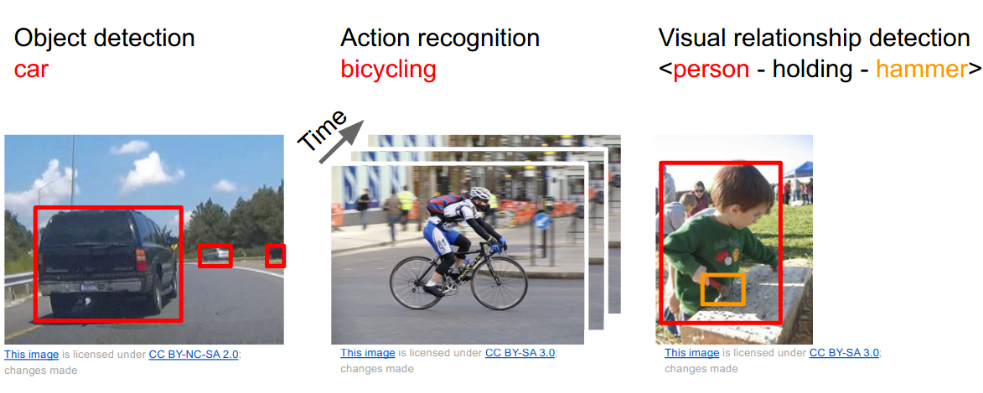 Object detection
car
Action recognition
bicycling
Visual relationship detection
<person - holding - hammer>
Time
This image is licensed under CC BY-NC-SA 2.0;
changes made
This image is licensed under CC BY-SA 3.0;
changes made
This image is licensed under CC BY-SA 3.0;
changes made